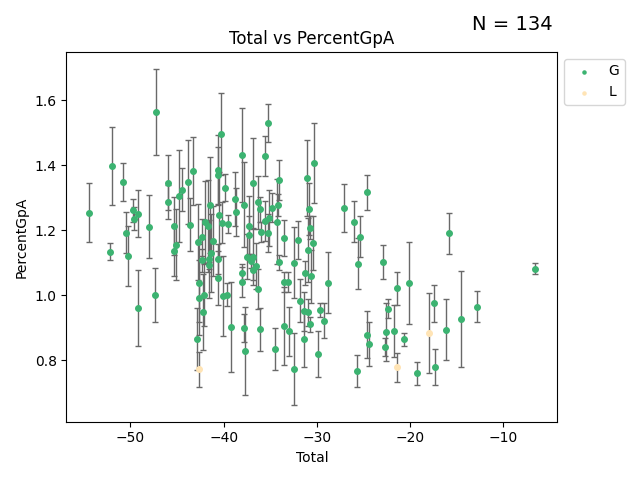 N = 134
Total vs PercentGpA
G
L
PercentGpA
1.6
1.4
1.2
1.0
0.8
−50
−40
−30
−20
−10
Total